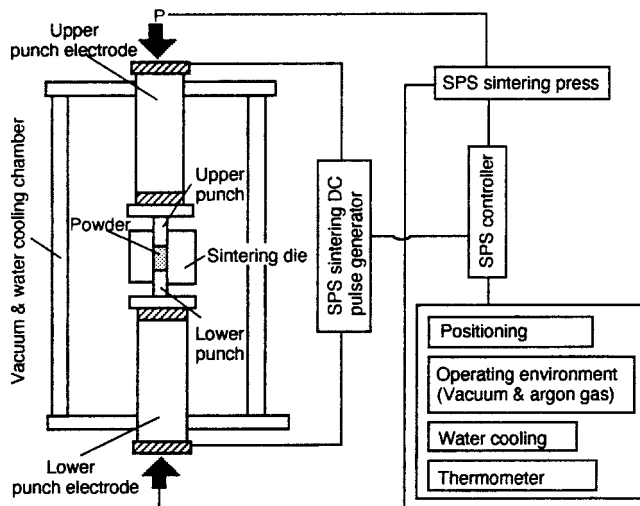 P
Upper
punch electrode
SPS sintering press
Vacuum & water cooling chamber
Upper
punch
Powder
Sintering die
SPS sintering DC
pulse generator
SPS controller
Lower
punch
Positioning
Operating environment
(Vacuum & argon gas)
Water cooling
Thermometer
Lower
punch electrode